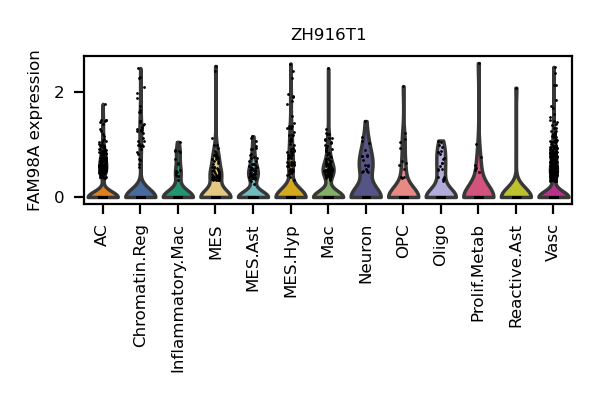 ZH916T1
FAM98A expression
2
0
AC
Chromatin.Reg
Inflammatory.Mac
MES
MES.Ast
MES.Hyp
Mac
Neuron
OPC
Oligo
Prolif.Metab
Reactive.Ast
Vasc